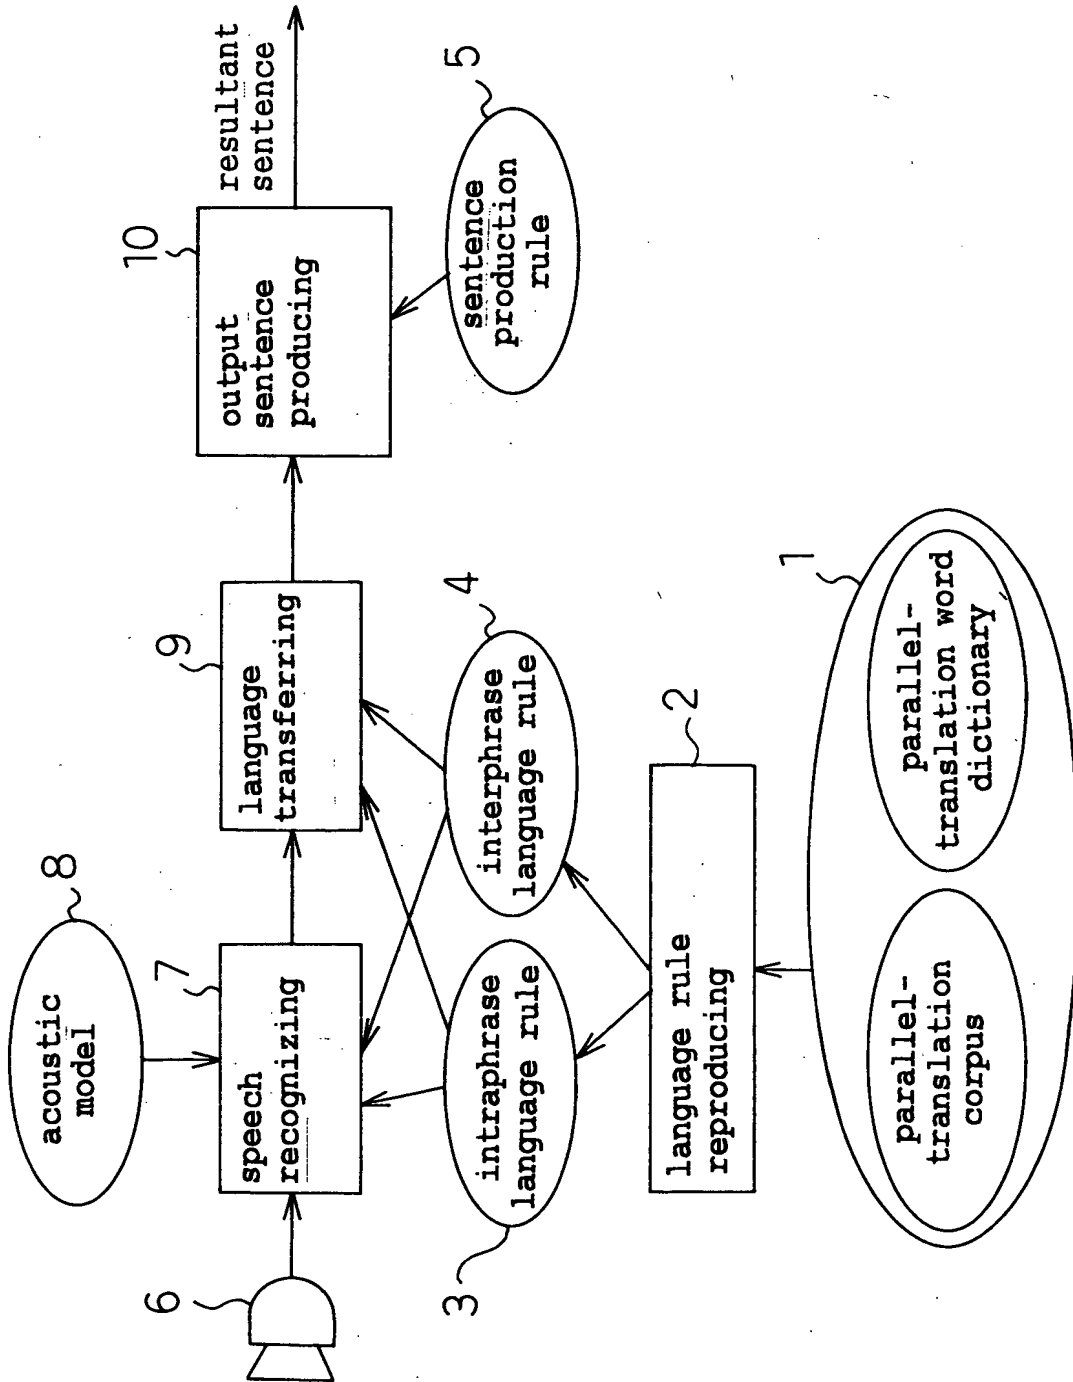 resultant
sentence
10
output
sentence
producing
5
sentence
production
rule
9
language
transferring
4
interphrase
language rule
8
acoustic
model
7
speech
recognizing
3
intraphrase
language rule
6
2
language rule
reproducing
1
parallel-
translation
corpus
parallel-
translation word
dictionary